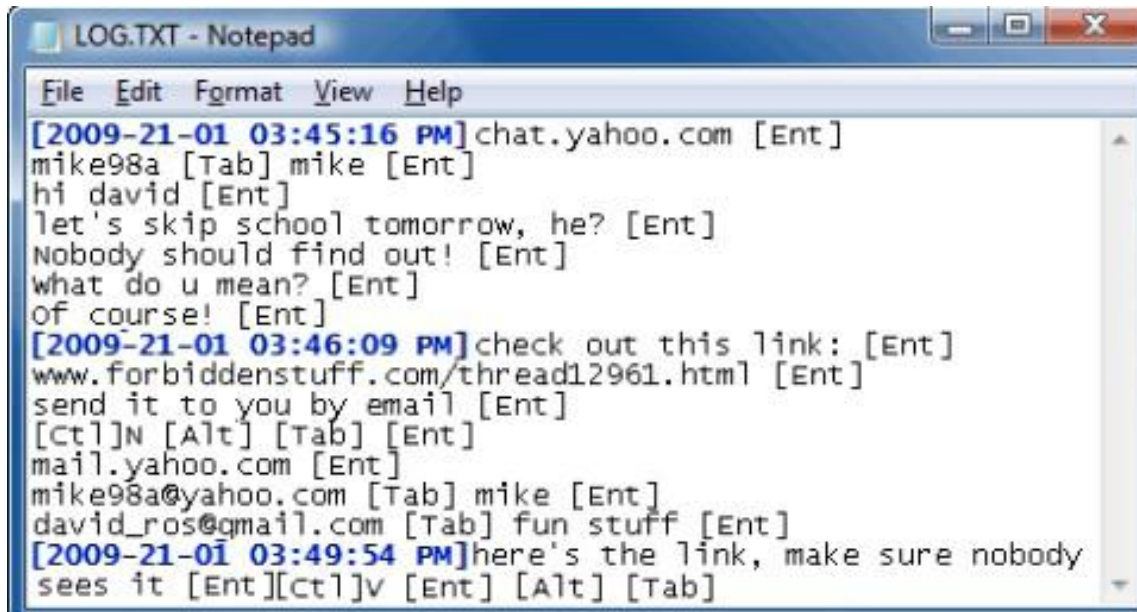 LOG.TXT - Notepad
File Edit Format View Help
[2009-21-01 03:45:16 PM]chat.yahoo.com [Ent]
mike98a [Tab] mike [Ent]
hi david [Ent]
let's skip school tomorrow, he? [Ent]
Nobody should find out! [Ent]
What do u mean? [Ent]
Of course! [Ent]
[2009-21-01 03:46:09 PM]check out this link: [Ent]
www.forbiddenstuff.com/thread12961.html [Ent]
send it to you by email [Ent]
[Ctl]N [Alt] [Tab] [Ent]
mail.yahoo.com [Ent]
mike98a@yahoo.com [Tab] mike [Ent]
david_ros@gmail.com [Tab] fun stuff [Ent]
[2009-21-01 03:49:54 PM]here's the link, make sure nobody
sees it [Ent][Ctl]V [Ent] [Alt] [Tab]